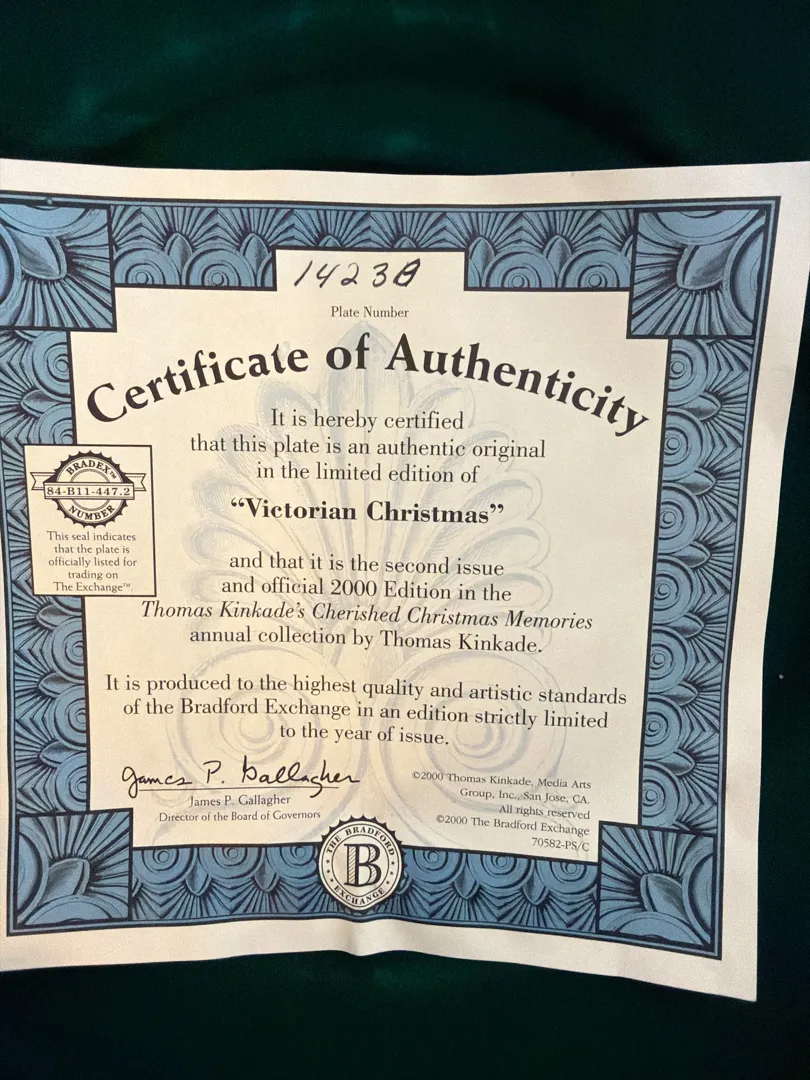 1423B
Plate Number
Certificate of Authenticity
It is hereby certified
that this plate is an authentic original
in the limited edition of
“Victorian Christmas”
and that it is the second issue
and official 2000 Edition in the
Thomas Kinkade’s Cherished Christmas Memories
annual collection by Thomas Kinkade.
It is produced to the highest quality and artistic standards
of the Bradford Exchange in an edition strictly limited
to the year of issue.
BRADEX™
84-B11-447.2
NUMBER
This seal indicates
that the plate is
officially listed for
trading on
The Exchange™.
James P. Gallagher
James P. Gallagher
Director of the Board of Governors
©2000 Thomas Kinkade, Media Arts
Group, Inc., San Jose, CA.
All rights reserved
©2000 The Bradford Exchange
70582-PS/C
THE BRADFORD
B
EXCHANGE